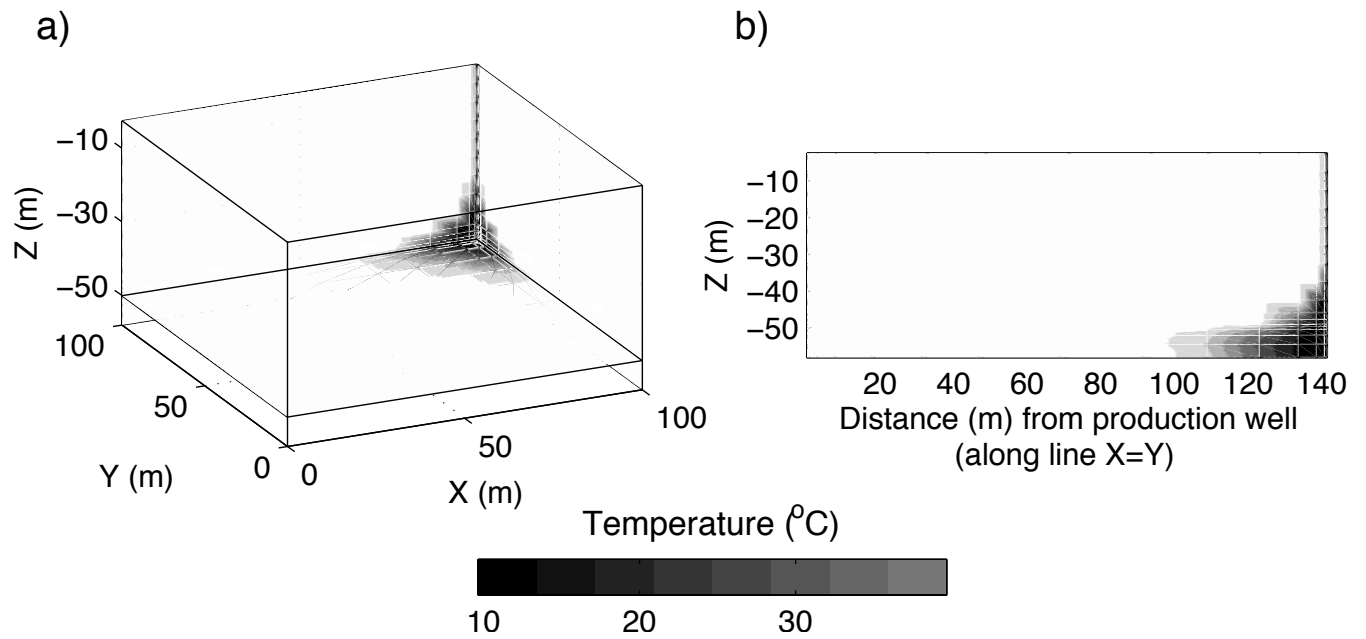 a)
−10
−30
−50
Z (m)
100
50
0
Y (m)
0
50
100
X (m)
b)
−10
−20
−30
−40
−50
Z (m)
20 40 60 80 100 120 140
Distance (m) from production well
(along line X=Y)
Temperature (°C)
10 20 30